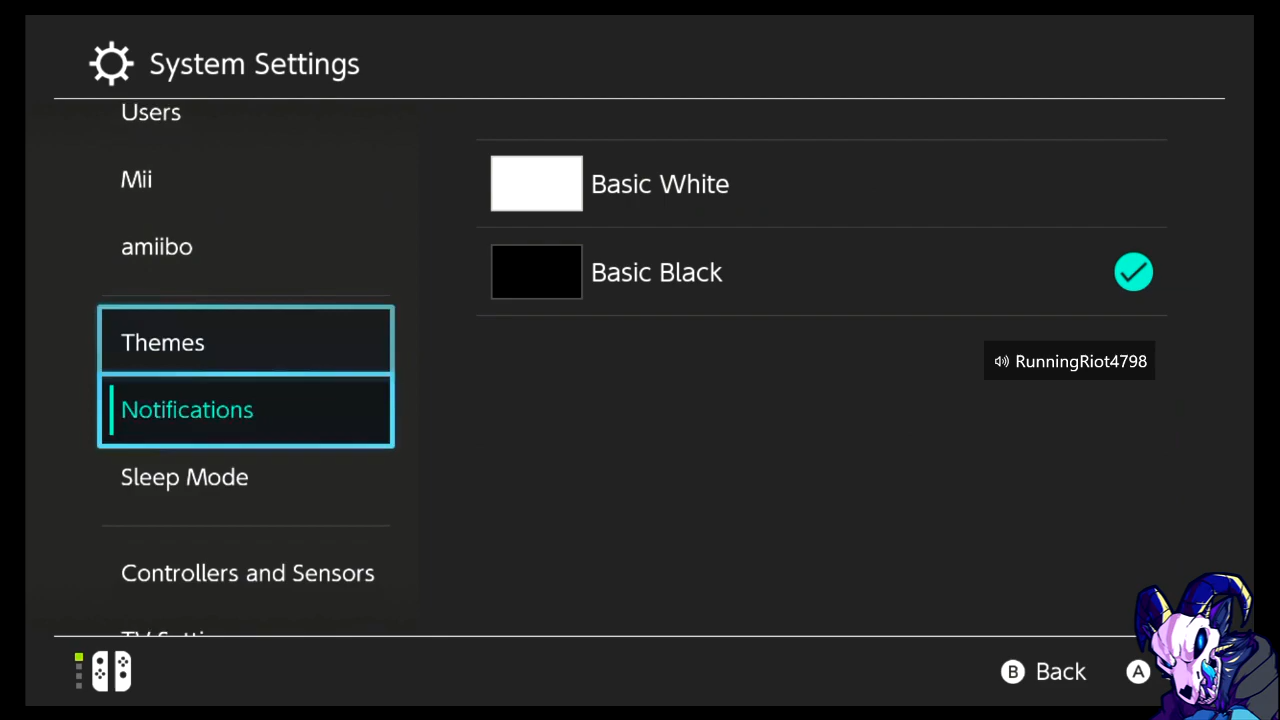 System Settings
Users
Mii
amiibo
Themes
Notifications
Sleep Mode
Controllers and Sensors
Basic White
Basic Black
RunningRiot4798
B Back
A